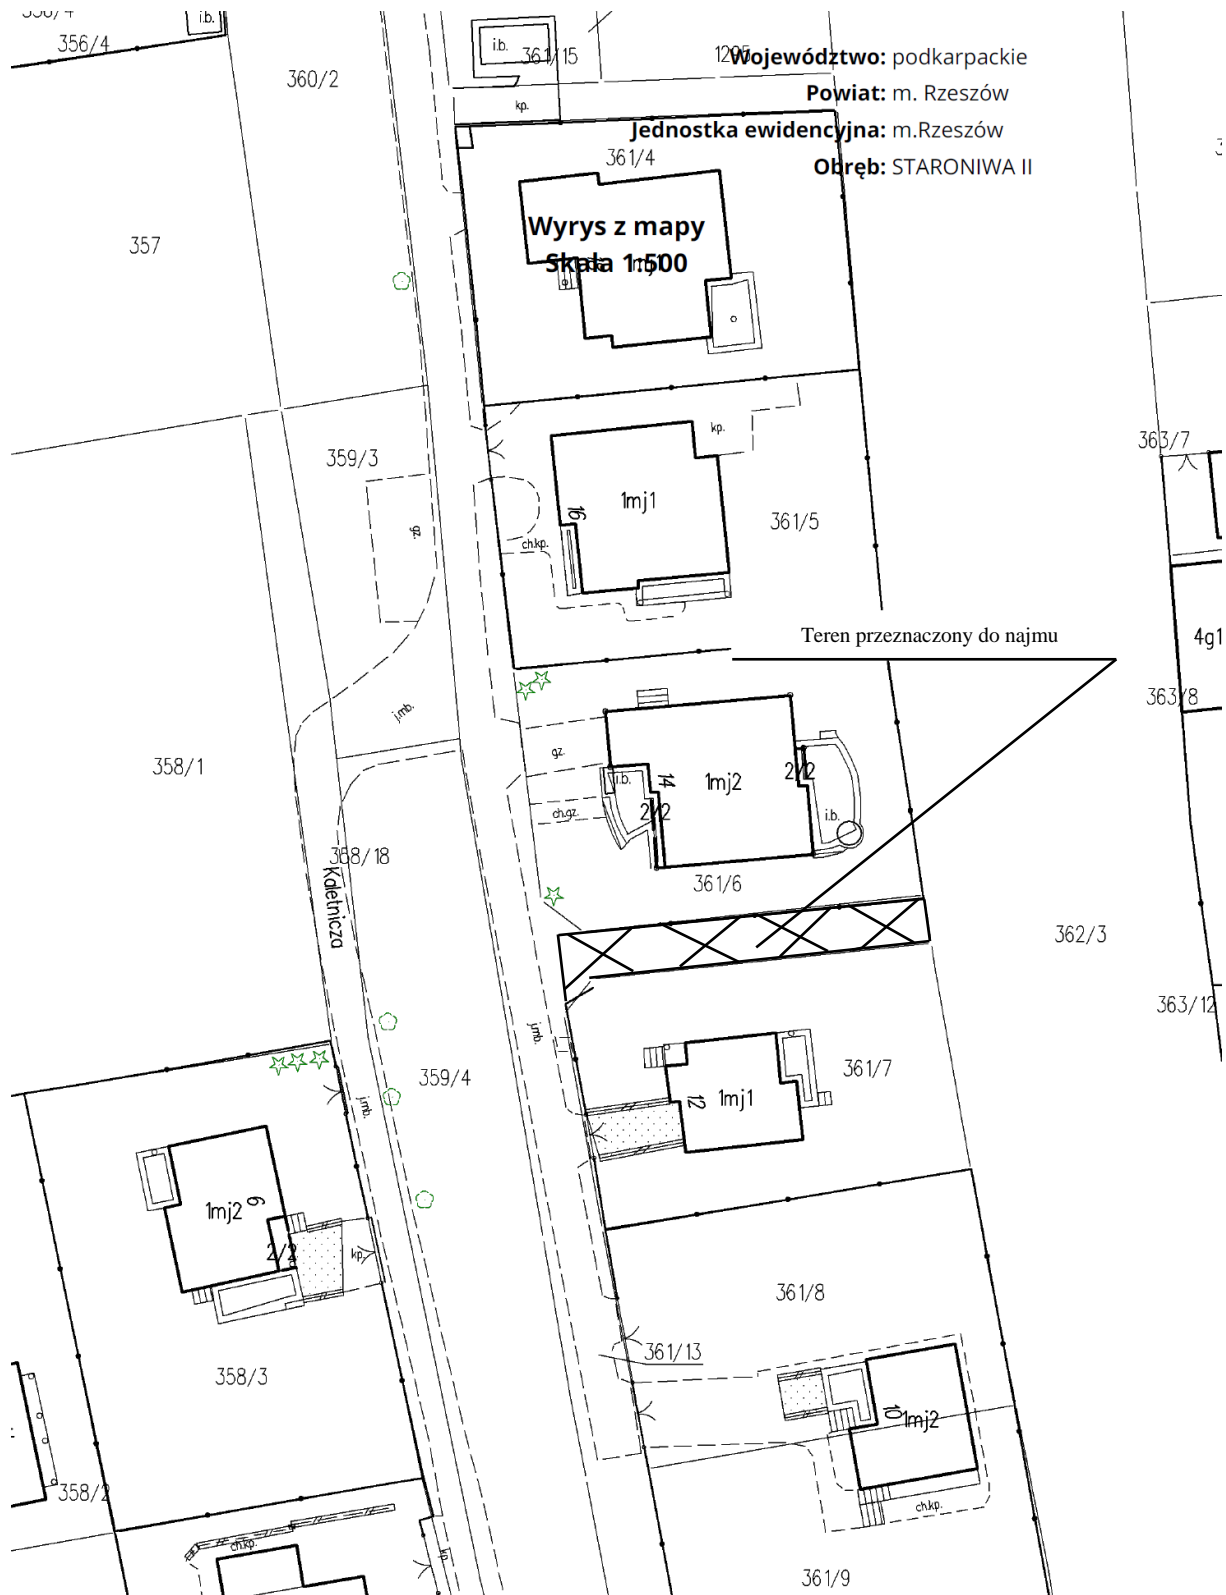 356/4
i.b.
360/2
i.b.
361/15
1295
Województwo: podkarpackie
Powiat: m. Rzeszów
Jednostka ewidencyjna: m.Rzeszów
Obręb: STARONIWA II
kp.
361/4
357
Wyrys z mapy
Skala 1:500
359/3
kp.
363/7
1mj1
16
361/5
gz.
ch.kp.
Teren przeznaczony do najmu
4g1
363/8
j.mb.
358/1
gz.
i.b.
14
1mj2
2/2
2/2
ch.gz.
i.b.
358/18
361/6
Kaletnicza
362/3
363/12
j.mb.
359/4
361/7
j.mb.
12
1mj1
1mj2
6
2/2
kp.
361/8
361/13
358/3
10
1mj2
358/2
ch.kp.
ch.kp.
kp.
361/9